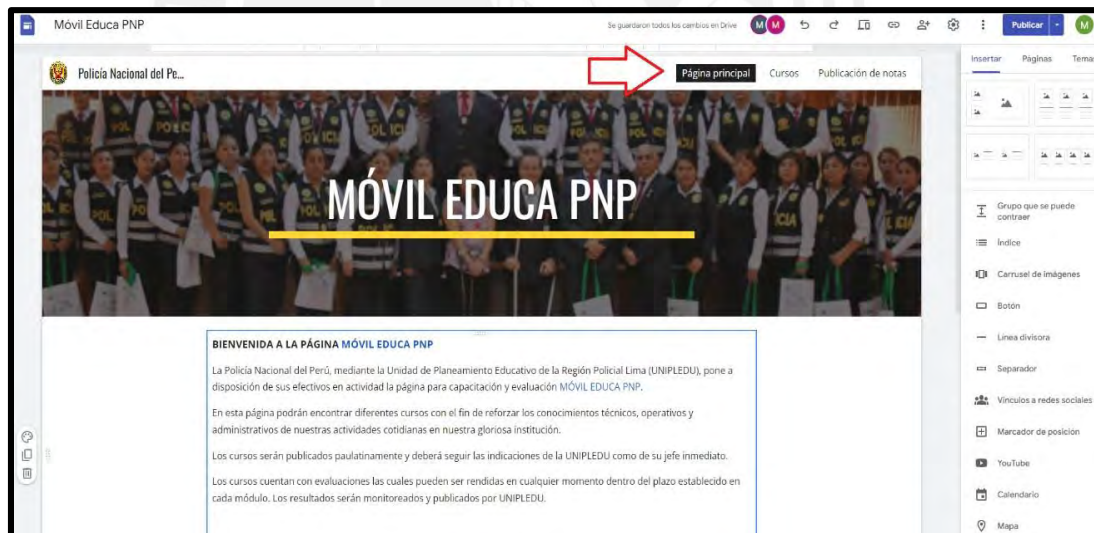 Móvil Educa PNP
Se guardaron todos los cambios en Drive
M M
Publicar
M
Insertar Páginas Temas
Policía Nacional del Pe...
Página principal Cursos Publicación de notas
MÓVIL EDUCA PNP
Grupo que se puede
contraer
Índice
Carrusel de imágenes
Botón
Línea divisora
Separador
Vínculos a redes sociales
Marcador de posición
YouTube
Calendario
Mapa
BIENVENIDA A LA PÁGINA MÓVIL EDUCA PNP
La Policía Nacional del Perú, mediante la Unidad de Planeamiento Educativo de la Región Policial Lima (UNIPLEDU), pone a
disposición de sus efectivos en actividad la página para capacitación y evaluación MÓVIL EDUCA PNP.
En esta página podrán encontrar diferentes cursos con el fin de reforzar los conocimientos técnicos, operativos y
administrativos de nuestras actividades cotidianas en nuestra gloriosa institución.
Los cursos serán publicados paulatinamente y deberá seguir las indicaciones de la UNIPLEDU como de su jefe inmediato.
Los cursos cuentan con evaluaciones las cuales pueden ser rendidas en cualquier momento dentro del plazo establecido en
cada módulo. Los resultados serán monitoreados y publicados por UNIPLEDU.